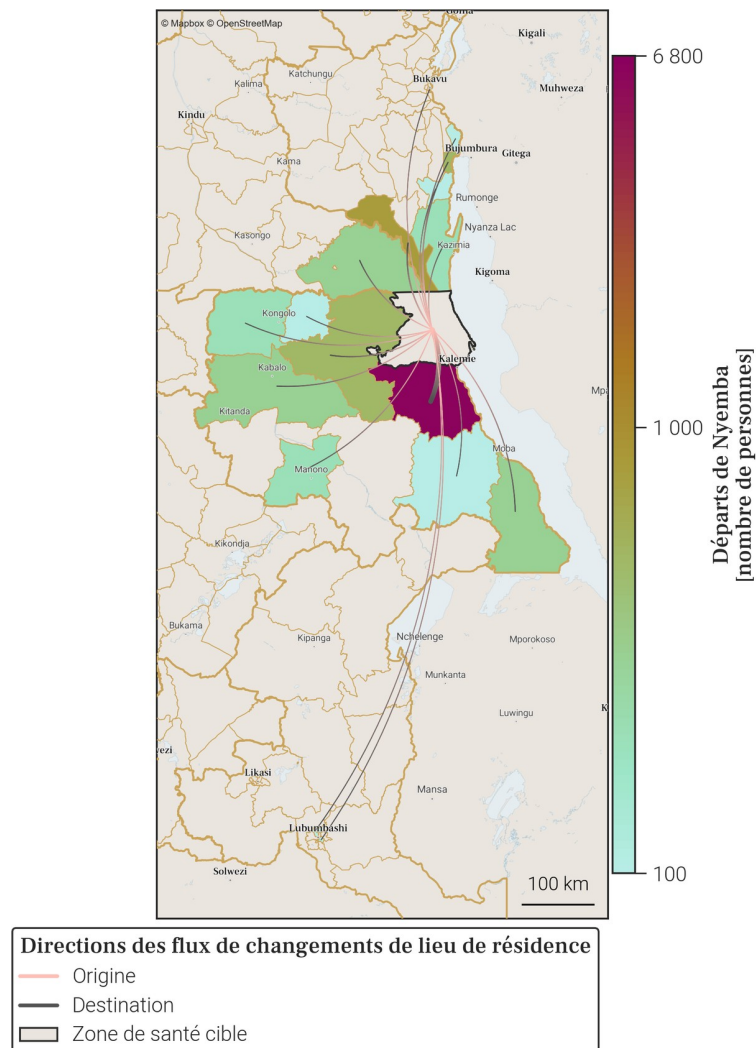 © Mapbox © OpenStreetMap
Goma
Kigali
Katchungu
Bukavu
Kalima
Muhweza
Kindu
Bujumbura
Gitega
Kama
Rumonge
Nyanza Lac
Kasongo
Kazimia
Kigoma
Kongolo
Kalemie
Kabalo
Mpa
Kitanda
Moba
Manono
Kikondja
Bukama
Kipanga
Nchelenge
Mporokoso
Munkanta
Luwingu
K
wezi
Likasi
Mansa
Lubumbashi
Solwezi
100 km
6 800
1 000
100
Départs de Nyemba
[nombre de personnes]
Directions des flux de changements de lieu de résidence
Origine
Destination
Zone de santé cible